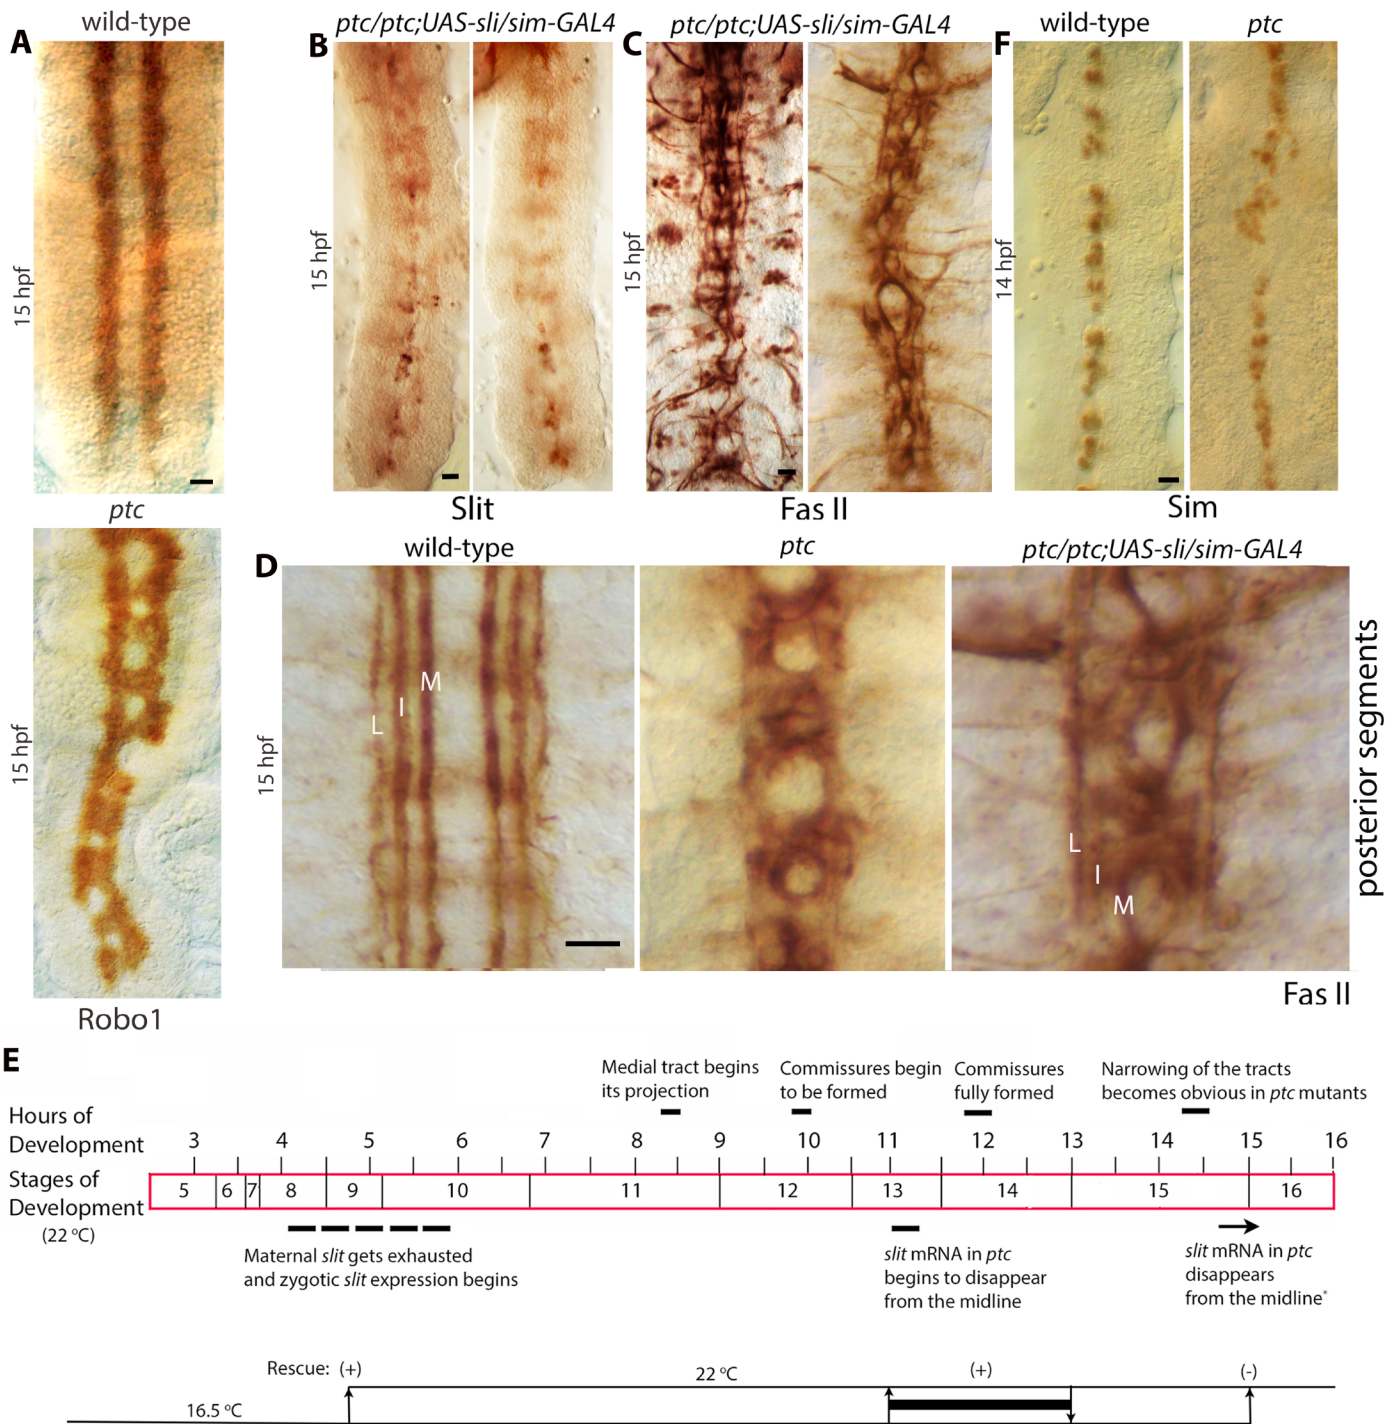 A
wild-type
15 hpf
ptc
15 hpf
Robo1
B
ptc/ptc;UAS-sli/sim-GAL4
15 hpf
Slit
C
ptc/ptc;UAS-sli/sim-GAL4
15 hpf
Fas II
F
wild-type
ptc
14 hpf
Sim
D
wild-type
ptc
ptc/ptc;UAS-sli/sim-GAL4
15 hpf
L
I
M
L
I
M
posterior segments
Fas II
E
Medial tract begins
its projection
Commissures begin
to be formed
Commissures
fully formed
Narrowing of the tracts
becomes obvious in ptc mutants
Hours of
Development
3 4 5 6 7 8 9 10 11 12 13 14 15 16
Stages of
Development
(22 °C)
5 6 7 8 9 10 11 12 13 14 15 16
Maternal slit gets exhausted
and zygotic slit expression begins
slit mRNA in ptc
begins to disappear
from the midline
slit mRNA in ptc
disappears
from the midline*
Rescue: (+) 22 °C (+) (-)
16.5 °C